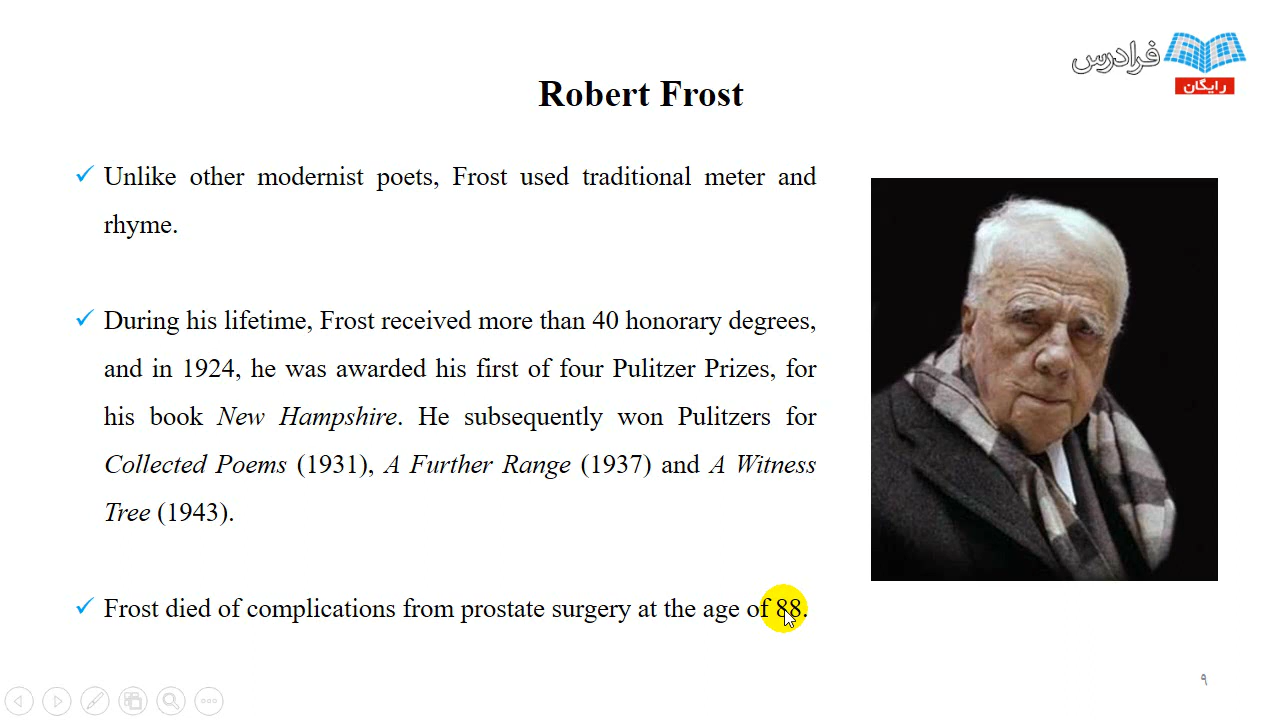 فرادرس
رایگان
Robert Frost
✓ Unlike other modernist poets, Frost used traditional meter and
rhyme.
✓ During his lifetime, Frost received more than 40 honorary degrees,
and in 1924, he was awarded his first of four Pulitzer Prizes, for
his book New Hampshire. He subsequently won Pulitzers for
Collected Poems (1931), A Further Range (1937) and A Witness
Tree (1943).
✓ Frost died of complications from prostate surgery at the age of 88.
۹